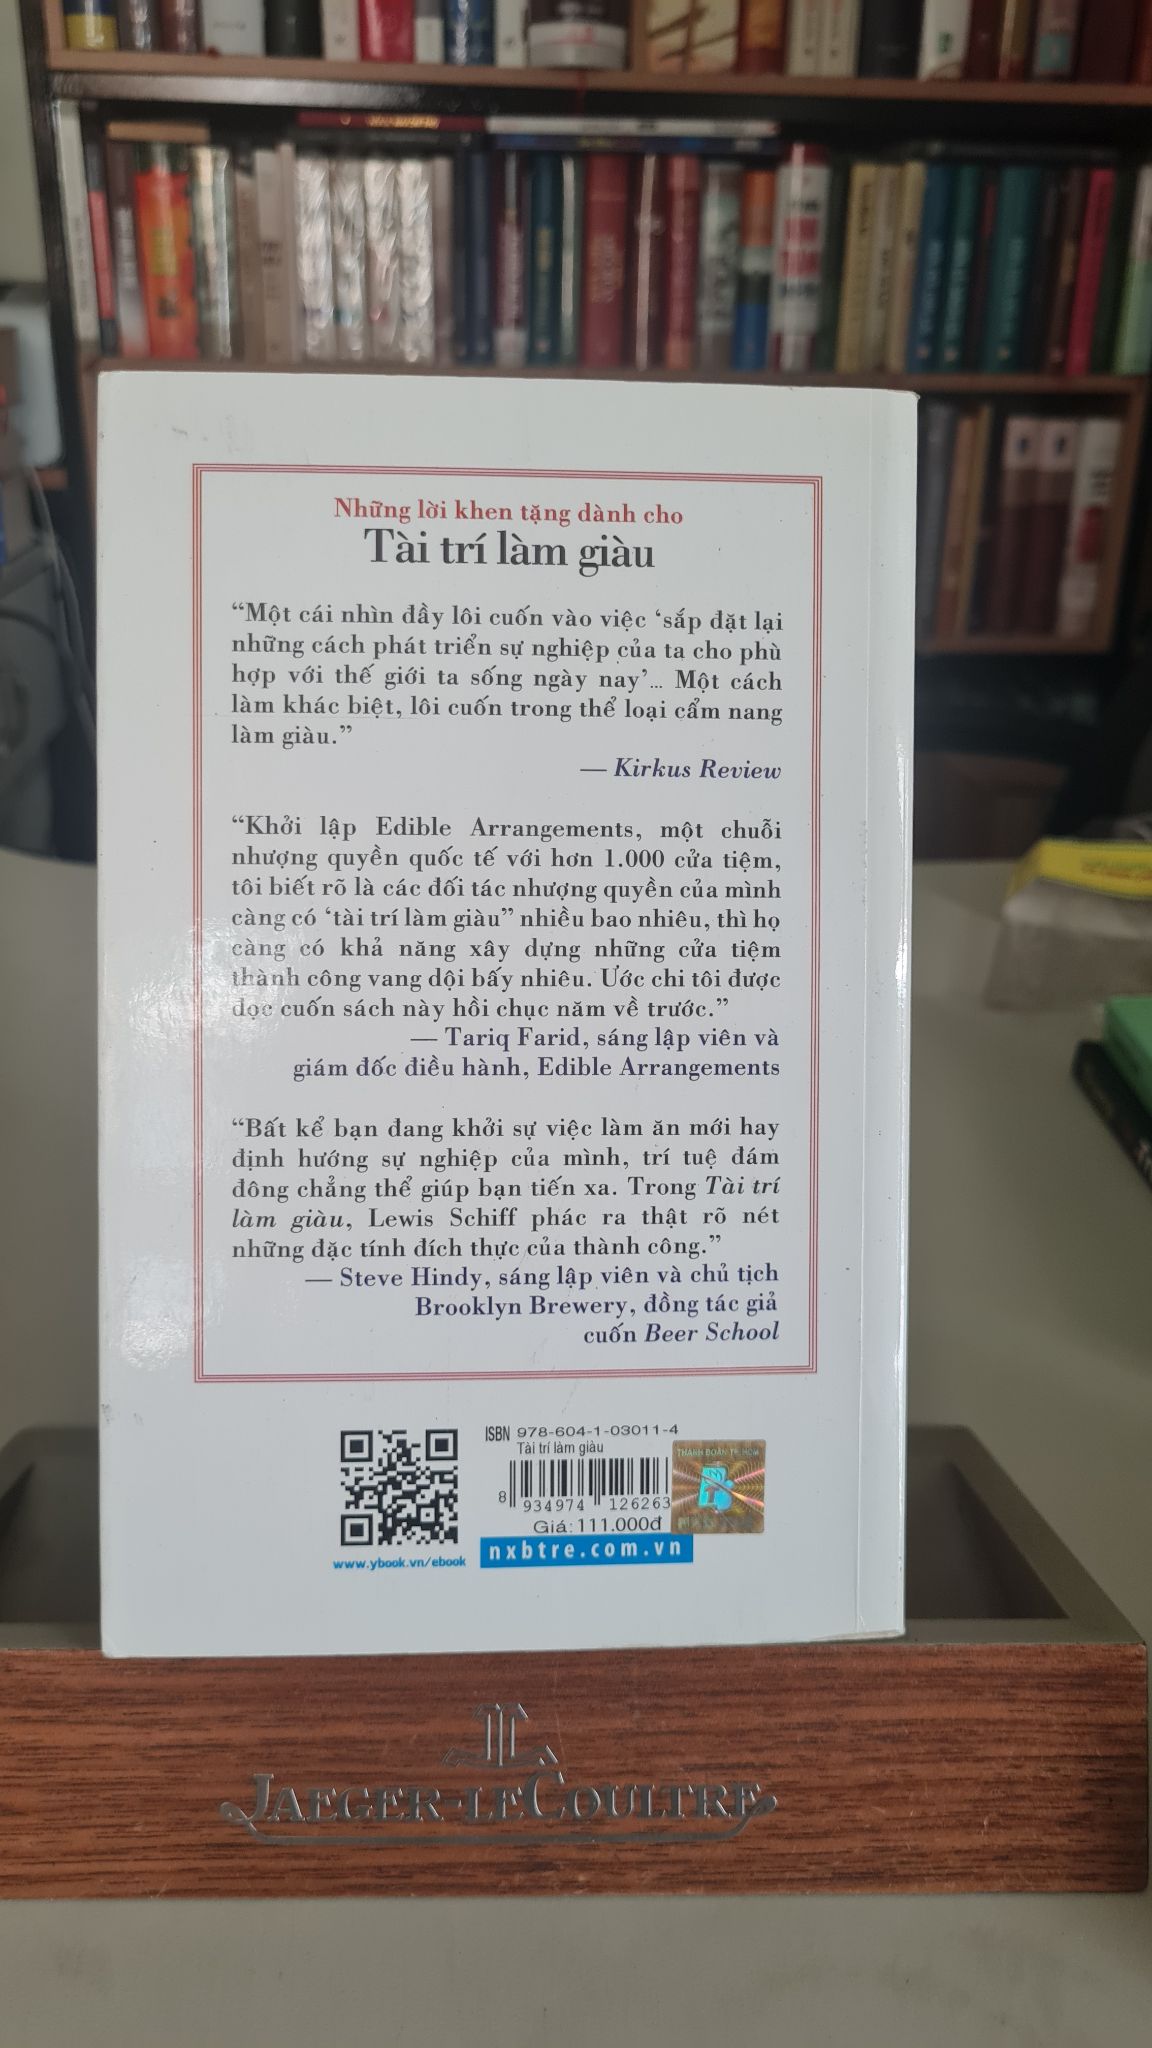 Những lời khen tặng dành cho
Tài trí làm giàu
“Một cái nhìn đầy lôi cuốn vào việc ‘sắp đặt lại
những cách phát triển sự nghiệp của ta cho phù
hợp với thế giới ta sống ngày nay’... Một cách
làm khác biệt, lôi cuốn trong thể loại cẩm nang
làm giàu.”
— Kirkus Review
“Khởi lập Edible Arrangements, một chuỗi
nhượng quyền quốc tế với hơn 1.000 cửa tiệm,
tôi biết rõ là các đối tác nhượng quyền của mình
càng có ‘tài trí làm giàu” nhiều bao nhiêu, thì họ
càng có khả năng xây dựng những cửa tiệm
thành công vang dội bấy nhiêu. Ước chi tôi được
đọc cuốn sách này hồi chục năm về trước.”
— Tariq Farid, sáng lập viên và
giám đốc điều hành, Edible Arrangements
“Bất kể bạn đang khởi sự việc làm ăn mới hay
định hướng sự nghiệp của mình, trí tuệ đám
đông chẳng thể giúp bạn tiến xa. Trong Tài trí
làm giàu, Lewis Schiff phác ra thật rõ nét
những đặc tính đích thực của thành công.”
— Steve Hindy, sáng lập viên và chủ tịch
Brooklyn Brewery, đồng tác giả
cuốn Beer School
ISBN 978-604-1-03011-4
Tài trí làm giàu
8 934974 126263
Giá: 111.000đ
www.ybook.vn/ebook
nxbtre.com.vn
THÀNH ĐOÀN TP. HCM
JAEGER-LECOULTRE